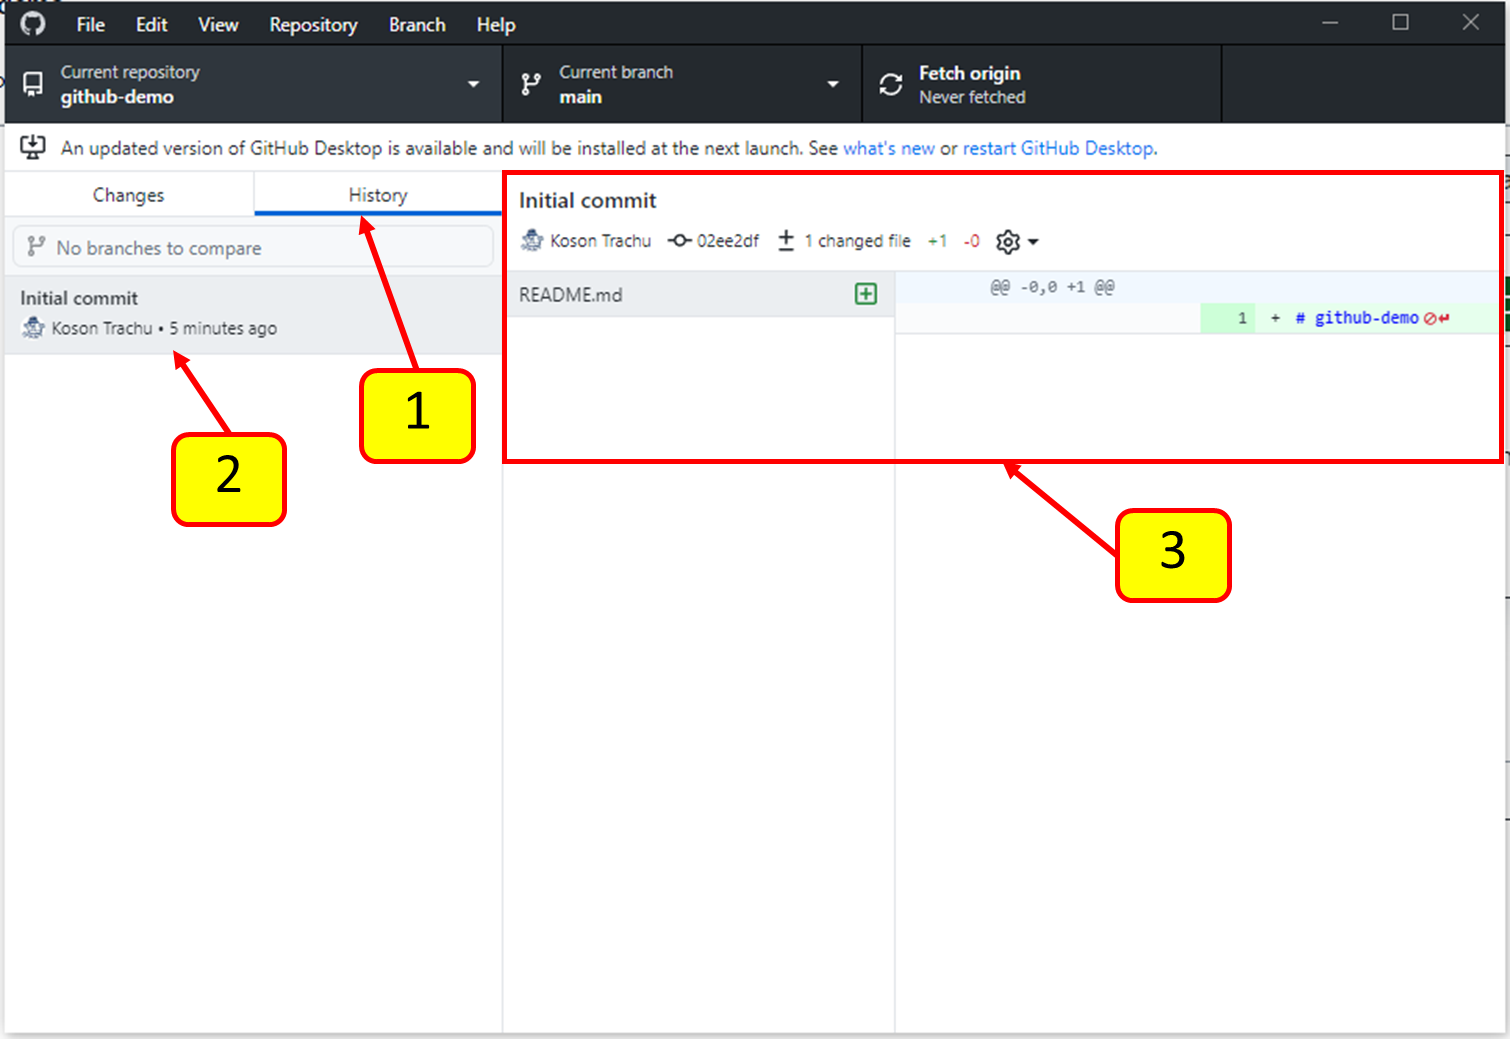 File Edit View Repository Branch Help
Current repository
github-demo
Current branch
main
Fetch origin
Never fetched
An updated version of GitHub Desktop is available and will be installed at the next launch. See what's new or restart GitHub Desktop.
Changes
History
No branches to compare
Initial commit
Koson Trachu • 5 minutes ago
Initial commit
Koson Trachu 02ee2df 1 changed file +1 -0
README.md
@@ -0,0 +1 @@
1 + # github-demo
1
2
3